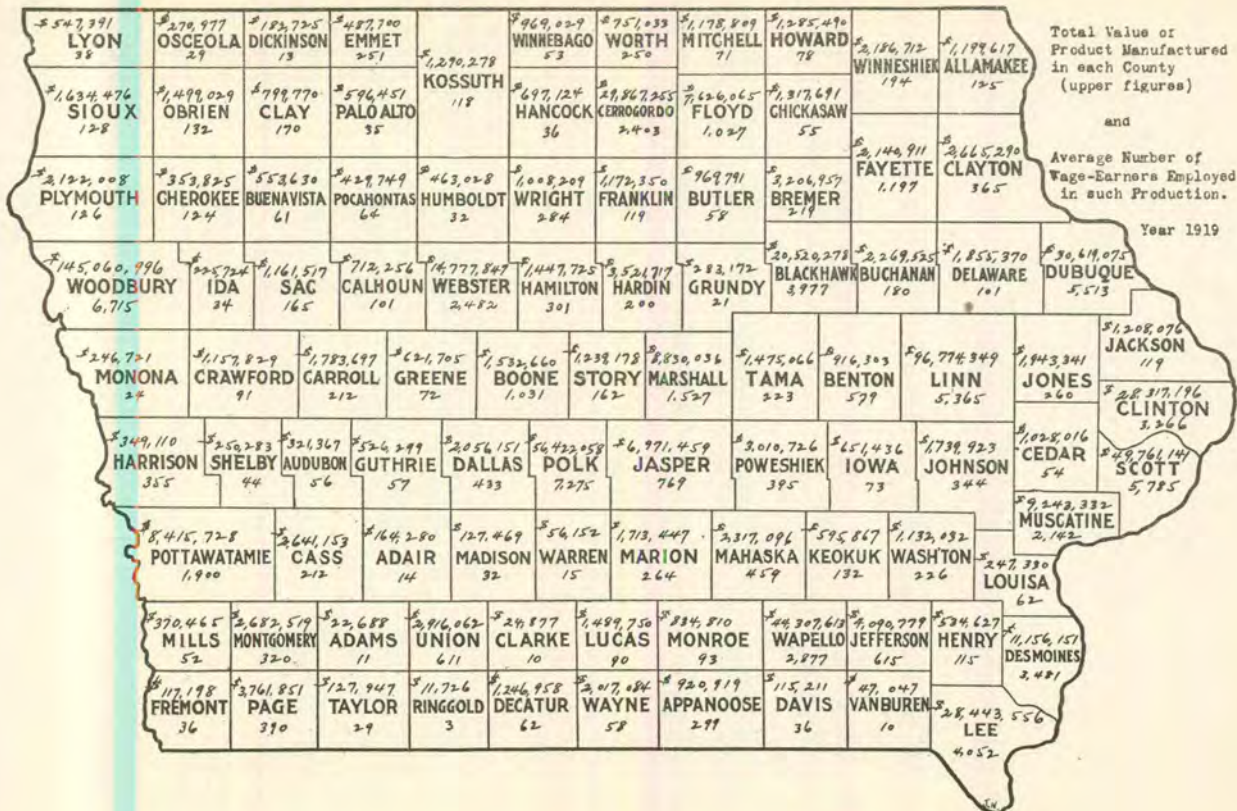 Total Value of
Product Manufactured
in each County
(upper figures)
and
Average Number of
Wage-Earners Employed
in such Production.
Year 1919
$547,391
LYON
38
$270,977
OSCEOLA
29
$182,725
DICKINSON
13
$487,700
EMMET
251
$1,290,278
KOSSUTH
118
$969,029
WINNEBAGO
53
$751,033
WORTH
250
$1,178,809
MITCHELL
71
$1,285,490
HOWARD
78
$2,186,712
WINNESHIEK
194
$1,199,617
ALLAMAKEE
125
$1,634,476
SIOUX
128
$1,499,029
OBRIEN
132
$799,770
CLAY
170
$596,451
PALO ALTO
35
$697,124
HANCOCK
36
$29,867,255
CERROGORDO
2,403
$7,626,065
FLOYD
1,027
$1,317,691
CHICKASAW
55
$2,140,911
FAYETTE
1,197
$2,665,290
CLAYTON
365
$2,122,008
PLYMOUTH
126
$353,825
CHEROKEE
124
$553,630
BUENAVISTA
61
$429,749
POCAHONTAS
64
$463,028
HUMBOLDT
32
$1,008,209
WRIGHT
284
$1,172,350
FRANKLIN
119
$969,791
BUTLER
58
$3,206,957
BREMER
219
$145,060,996
WOODBURY
6,715
$225,724
IDA
34
$1,161,517
SAC
165
$712,256
CALHOUN
101
$14,777,847
WEBSTER
2,482
$1,447,725
HAMILTON
301
$3,521,717
HARDIN
200
$283,172
GRUNDY
21
$20,520,278
BLACKHAWK
3,977
$2,269,525
BUCHANAN
180
$1,855,370
DELAWARE
101
$30,619,075
DUBUQUE
5,513
$246,721
MONONA
24
$1,157,829
CRAWFORD
91
$1,783,697
CARROLL
212
$621,705
GREENE
72
$1,532,660
BOONE
1,031
$1,239,178
STORY
162
$8,830,036
MARSHALL
1,527
$1,475,066
TAMA
223
$916,303
BENTON
579
$96,774,349
LINN
5,365
$1,943,341
JONES
260
$1,208,076
JACKSON
119
$28,317,196
CLINTON
3,266
$349,110
HARRISON
355
$250,283
SHELBY
44
$321,367
AUDUBON
56
$526,299
GUTHRIE
57
$2,056,151
DALLAS
433
$56,422,058
POLK
7,275
$6,971,459
JASPER
769
$3,010,726
POWESHIEK
395
$651,436
IOWA
73
$1,739,923
JOHNSON
344
$1,028,016
CEDAR
54
$49,761,141
SCOTT
5,785
$9,243,332
MUSCATINE
2,142
$8,415,728
POTTAWATAMIE
1,900
$2,641,153
CASS
212
$164,280
ADAIR
14
$127,469
MADISON
32
$56,152
WARREN
15
$1,713,447
MARION
264
$2,317,096
MAHASKA
459
$595,867
KEOKUK
132
$1,132,032
WASH'TON
226
$247,330
LOUISA
62
$370,465
MILLS
52
$2,682,519
MONTGOMERY
320
$22,688
ADAMS
11
$2,916,062
UNION
611
$24,877
CLARKE
10
$1,489,750
LUCAS
90
$834,810
MONROE
93
$44,307,613
WAPELLO
2,877
$4,090,779
JEFFERSON
615
$534,627
HENRY
115
$11,156,151
DESMOINES
3,481
$117,198
FREMONT
36
$3,761,851
PAGE
390
$127,947
TAYLOR
29
$11,726
RINGGOLD
3
$1,246,958
DECATUR
62
$2,017,084
WAYNE
58
$920,919
APPANOOSE
299
$115,211
DAVIS
36
$47,047
VANBUREN
10
$28,443,556
LEE
4,052